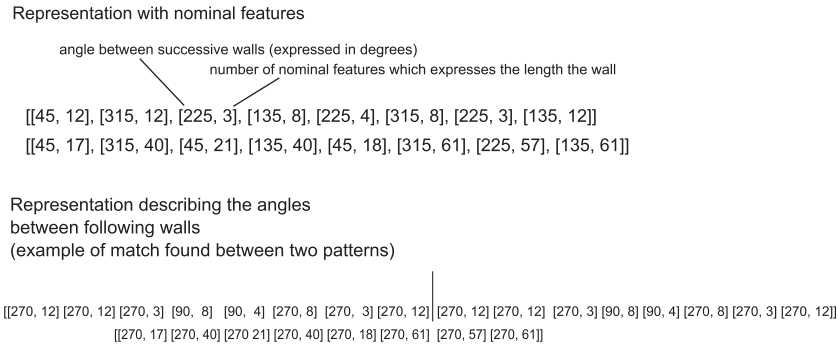 Representation with nominal features
angle between successive walls (expressed in degrees)
number of nominal features which expresses the length the wall
[[45, 12], [315, 12], [225, 3], [135, 8], [225, 4], [315, 8], [225, 3], [135, 12]]
[[45, 17], [315, 40], [45, 21], [135, 40], [45, 18], [315, 61], [225, 57], [135, 61]]
Representation describing the angles
between following walls
(example of match found between two patterns)
[[270, 12] [270, 12] [270, 3] [90, 8] [90, 4] [270, 8] [270, 3] [270, 12] [270, 12] [270, 12] [270, 3] [90, 8] [90, 4] [270, 8] [270, 3] [270, 12]]
[[270, 17] [270, 40] [270 21] [270, 40] [270, 18] [270, 61] [270, 57] [270, 61]]